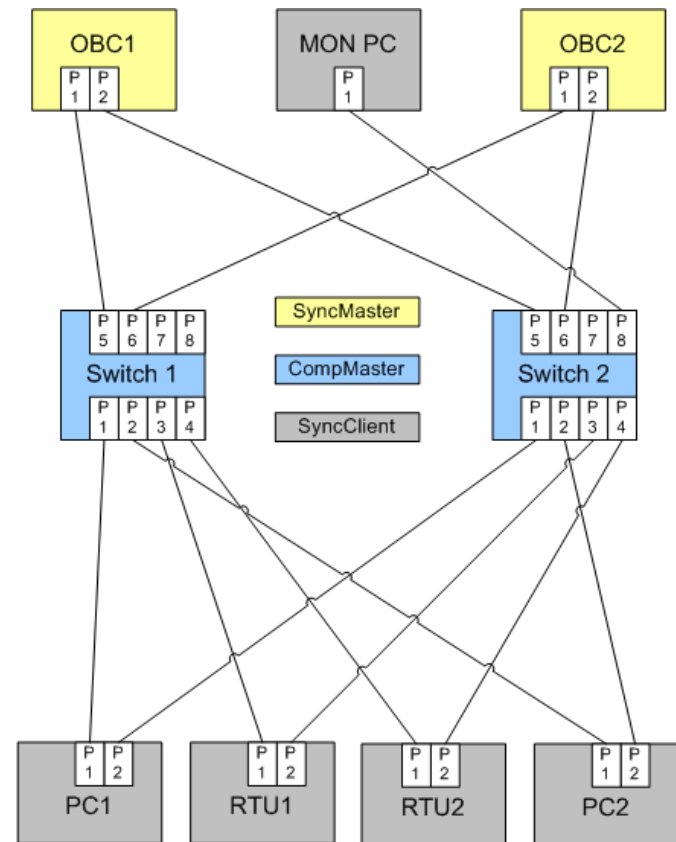 OBC1
MON PC
OBC2
P P
1 2
P
1
P P
1 2
P P P P
5 6 7 8
Switch 1
P P P P
1 2 3 4
SyncMaster
CompMaster
SyncClient
P P P P
5 6 7 8
Switch 2
P P P P
1 2 3 4
P P
1 2
PC1
P P
1 2
RTU1
P P
1 2
RTU2
P P
1 2
PC2